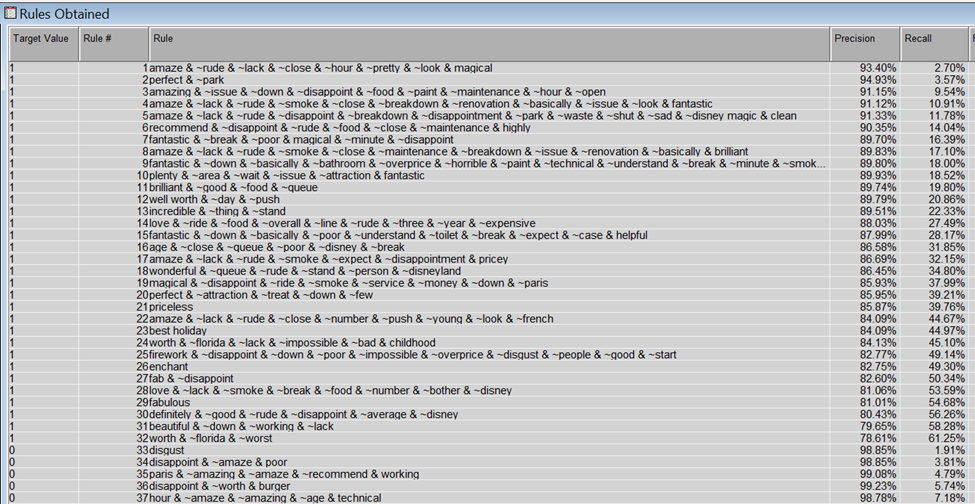 Rules Obtained
Target Value Rule # Rule Precision Recall
1 1 amaze & ~rude & ~lack & ~close & ~hour & ~pretty & ~look & magical 93.40% 2.70%
1 2 perfect & ~park 94.93% 3.57%
1 3 amazing & ~issue & ~down & ~disappoint & ~food & ~paint & ~maintenance & ~hour & ~open 91.15% 9.54%
1 4 amaze & ~lack & ~rude & ~smoke & ~close & ~breakdown & ~renovation & ~basically & ~issue & ~look & fantastic 91.12% 10.91%
1 5 amaze & ~lack & ~rude & ~disappoint & ~breakdown & ~disappointment & ~park & ~waste & ~shut & ~sad & ~disney magic & clean 91.33% 11.78%
1 6 recommend & ~disappoint & ~rude & ~food & ~close & ~maintenance & highly 90.35% 14.04%
1 7 fantastic & ~break & ~poor & magical & ~minute & ~disappoint 89.70% 16.39%
1 8 amaze & ~lack & ~rude & ~smoke & ~close & ~maintenance & ~breakdown & ~issue & ~renovation & ~basically & brilliant 89.83% 17.10%
1 9 fantastic & ~down & ~basically & ~bathroom & ~overprice & ~horrible & ~paint & ~technical & ~understand & ~break & ~minute & ~smok... 89.80% 18.00%
1 10 plenty & ~area & ~wait & ~issue & ~attraction & fantastic 89.93% 18.52%
1 11 brilliant & ~good & ~food & ~queue 89.74% 19.80%
1 12 well worth & ~day & ~push 89.79% 20.86%
1 13 incredible & ~thing & ~stand 89.51% 22.33%
1 14 love & ~ride & ~food & ~overall & ~line & ~rude & ~three & ~year & ~expensive 88.03% 27.49%
1 15 fantastic & ~down & ~basically & ~poor & ~understand & ~toilet & ~break & ~expect & ~case & helpful 87.99% 28.17%
1 16 age & ~close & ~queue & ~poor & ~disney & ~break 86.58% 31.85%
1 17 amaze & ~lack & ~rude & ~smoke & ~expect & ~disappointment & pricey 86.69% 32.15%
1 18 wonderful & ~queue & ~rude & ~stand & ~person & ~disneyland 86.45% 34.80%
1 19 magical & ~disappoint & ~ride & ~smoke & ~service & ~money & ~down & ~paris 85.93% 37.99%
1 20 perfect & ~attraction & ~treat & ~down & ~few 85.95% 39.21%
1 21 priceless 85.87% 39.76%
1 22 amaze & ~lack & ~rude & ~close & ~number & ~push & ~young & ~look & ~french 84.09% 44.67%
1 23 best holiday 84.09% 44.97%
1 24 worth & ~florida & ~lack & ~impossible & ~bad & childhood 84.13% 45.10%
1 25 firework & ~disappoint & ~down & ~poor & ~impossible & ~overprice & ~disgust & ~people & ~good & ~start 82.77% 49.14%
1 26 enchant 82.75% 49.30%
1 27 fab & ~disappoint 82.60% 50.34%
1 28 love & ~lack & ~smoke & ~break & ~food & ~number & ~bother & ~disney 81.06% 53.59%
1 29 fabulous 81.01% 54.68%
1 30 definitely & ~good & ~rude & ~disappoint & ~average & ~disney 80.43% 56.26%
1 31 beautiful & ~down & ~working & ~lack 79.65% 58.28%
1 32 worth & ~florida & ~worst 78.61% 61.25%
0 33 disgust 98.85% 1.91%
0 34 disappoint & ~amaze & poor 98.85% 3.81%
0 35 paris & ~amazing & ~amaze & ~recommend & working 99.08% 4.79%
0 36 disappoint & ~worth & burger 99.23% 5.74%
0 37 hour & ~amaze & ~amazing & ~age & technical 98.78% 7.18%